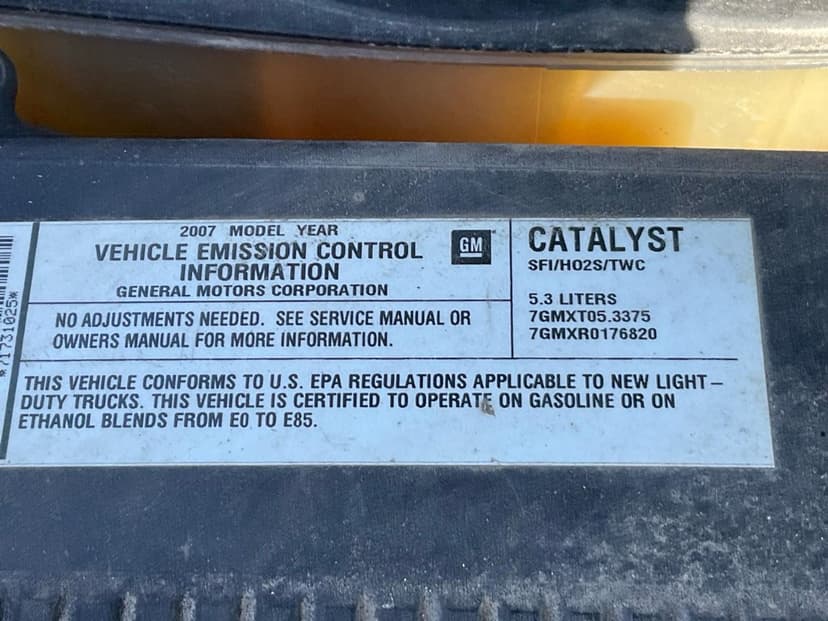 *71731025*
2007 MODEL YEAR
VEHICLE EMISSION CONTROL
INFORMATION
GENERAL MOTORS CORPORATION
GM
NO ADJUSTMENTS NEEDED. SEE SERVICE MANUAL OR
OWNERS MANUAL FOR MORE INFORMATION.
CATALYST
SFI/HO2S/TWC
5.3 LITERS
7GMXT05.3375
7GMXR0176820
THIS VEHICLE CONFORMS TO U.S. EPA REGULATIONS APPLICABLE TO NEW LIGHT–
DUTY TRUCKS. THIS VEHICLE IS CERTIFIED TO OPERATE ON GASOLINE OR ON
ETHANOL BLENDS FROM E0 TO E85.